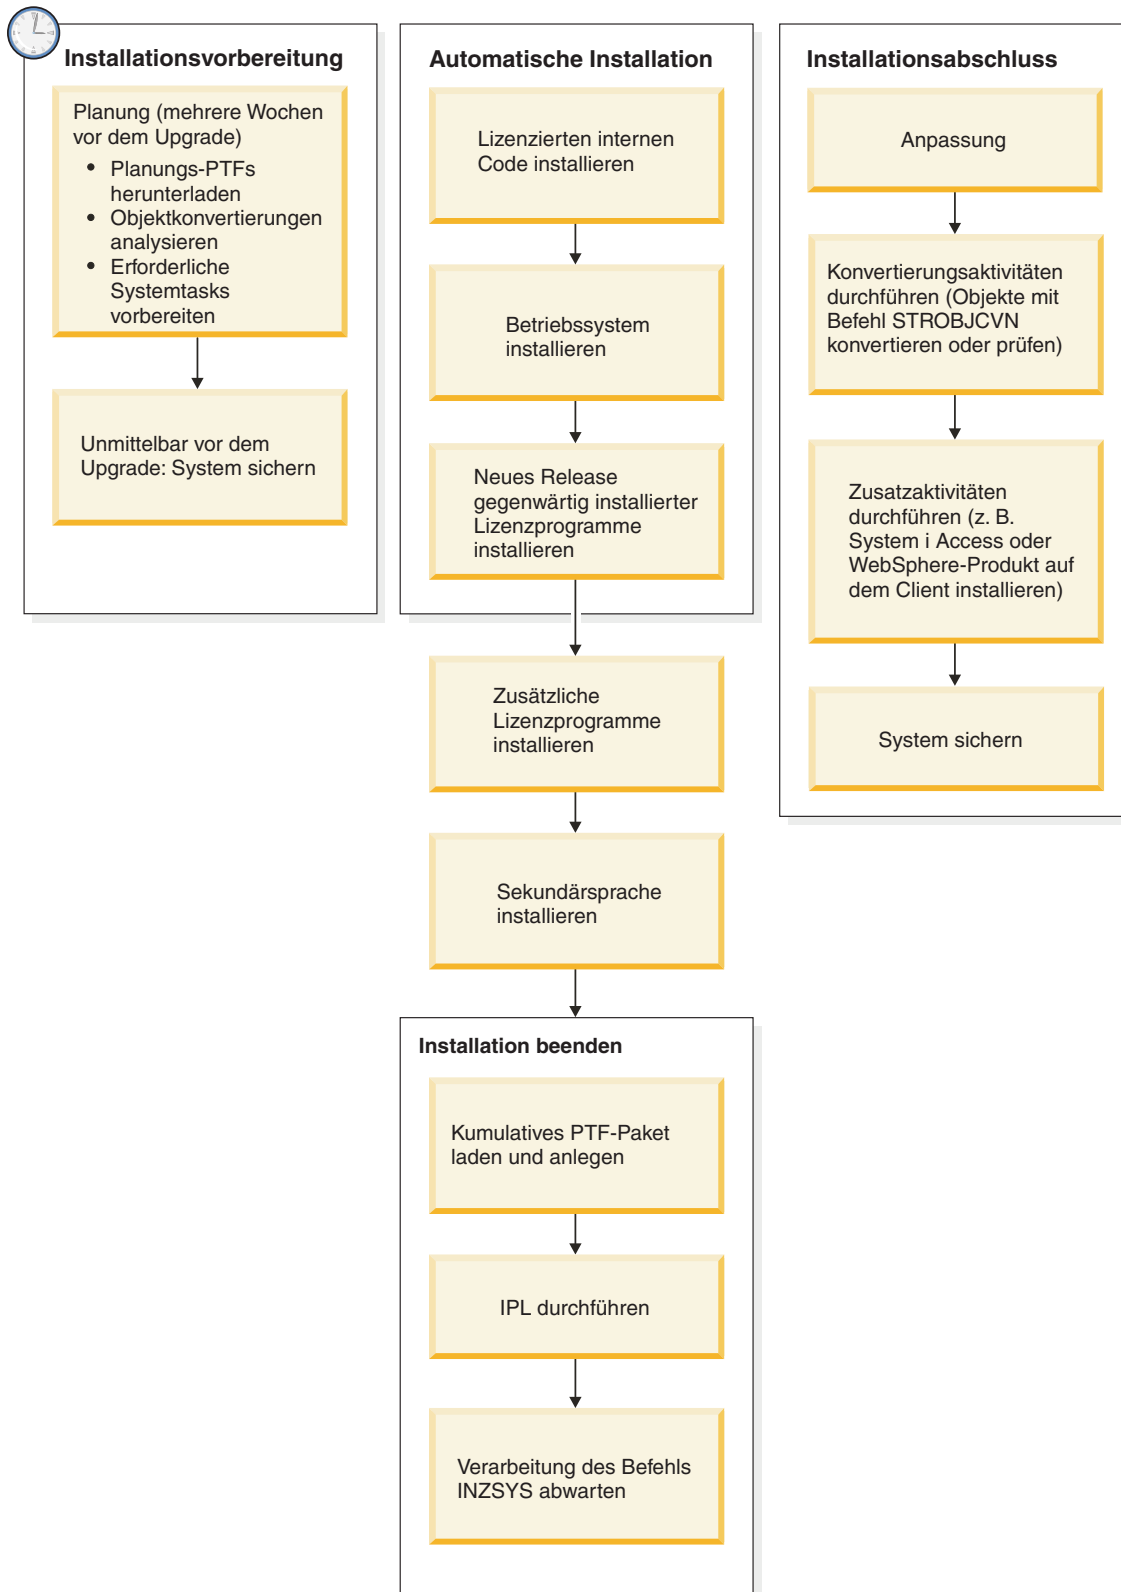 Installationsvorbereitung
Planung (mehrere Wochen
vor dem Upgrade)
• Planungs-PTFs
herunterladen
• Objektkonvertierungen
analysieren
• Erforderliche
Systemtasks
vorbereiten
Unmittelbar vor dem
Upgrade: System sichern
Automatische Installation
Lizenzierten internen
Code installieren
Betriebssystem
installieren
Neues Release
gegenwärtig installierter
Lizenzprogramme
installieren
Zusätzliche
Lizenzprogramme
installieren
Sekundärsprache
installieren
Installation beenden
Kumulatives PTF-Paket
laden und anlegen
IPL durchführen
Verarbeitung des Befehls
INZSYS abwarten
Installationsabschluss
Anpassung
Konvertierungsaktivitäten
durchführen (Objekte mit
Befehl STROBJCVN
konvertieren oder prüfen)
Zusatzaktivitäten
durchführen (z. B.
System i Access oder
WebSphere-Produkt auf
dem Client installieren)
System sichern